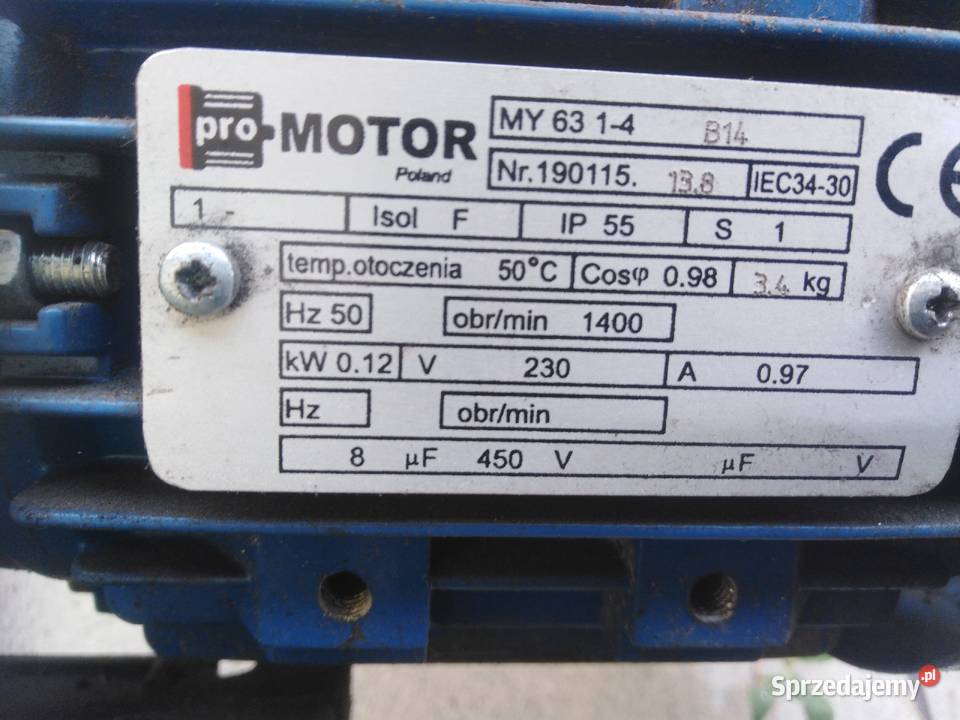 pro-MOTOR
Poland
MY 63 1-4 B14
Nr.190115. 13.8 IEC34-30
CE
1 - Isol F IP 55 S 1
temp.otoczenia 50°C Cosφ 0.98 3.4 kg
Hz 50 obr/min 1400
kW 0.12 V 230 A 0.97
Hz obr/min
8 µF 450 V µF V
Sprzedajemy.pl